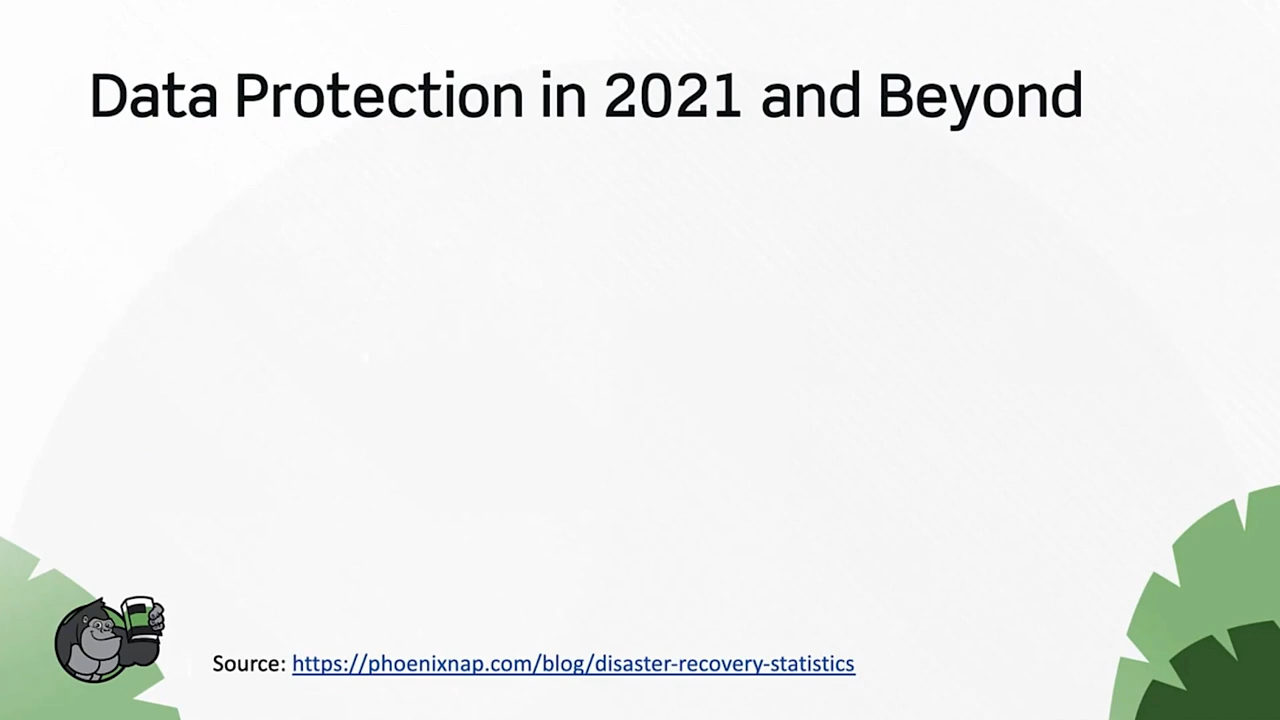 Data Protection in 2021 and Beyond
Source: https://phoenixnap.com/blog/disaster-recovery-statistics